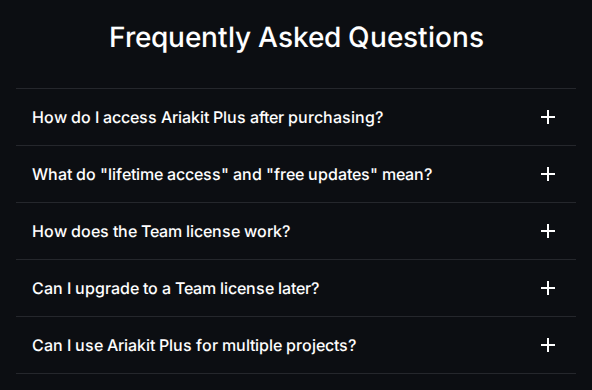 Frequently Asked Questions
How do I access Ariakit Plus after purchasing?
What do "lifetime access" and "free updates" mean?
How does the Team license work?
Can I upgrade to a Team license later?
Can I use Ariakit Plus for multiple projects?